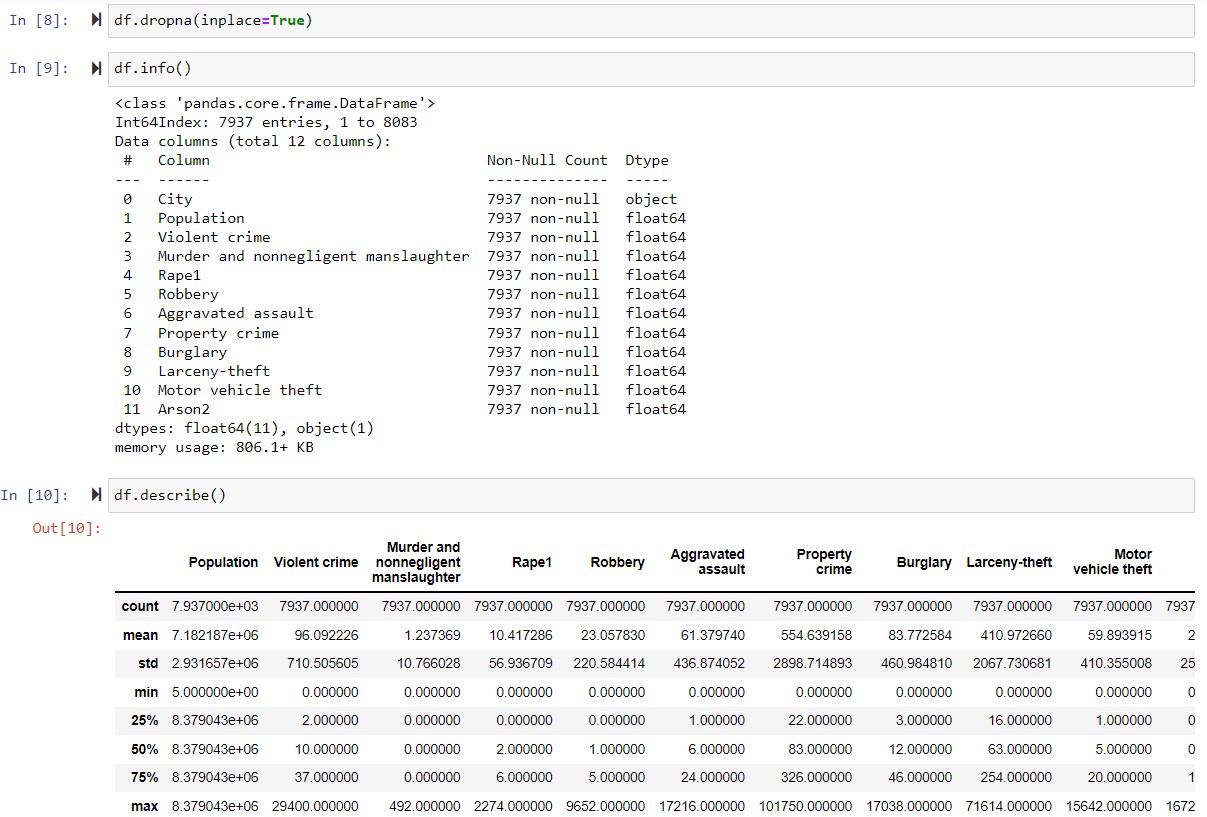 In [8]: df.dropna(inplace=True)
In [9]: df.info()
<class 'pandas.core.frame.DataFrame'>
Int64Index: 7937 entries, 1 to 8083
Data columns (total 12 columns):
# Column Non-Null Count Dtype
--- ------ -------------- -----
0 City 7937 non-null object
1 Population 7937 non-null float64
2 Violent crime 7937 non-null float64
3 Murder and nonnegligent manslaughter 7937 non-null float64
4 Rape1 7937 non-null float64
5 Robbery 7937 non-null float64
6 Aggravated assault 7937 non-null float64
7 Property crime 7937 non-null float64
8 Burglary 7937 non-null float64
9 Larceny-theft 7937 non-null float64
10 Motor vehicle theft 7937 non-null float64
11 Arson2 7937 non-null float64
dtypes: float64(11), object(1)
memory usage: 806.1+ KB
In [10]: df.describe()
Out[10]:
Population Violent crime Murder and nonnegligent manslaughter Rape1 Robbery Aggravated assault Property crime Burglary Larceny-theft Motor vehicle theft
count 7.937000e+03 7937.000000 7937.000000 7937.000000 7937.000000 7937.000000 7937.000000 7937.000000 7937.000000 7937.000000 7937
mean 7.182187e+06 96.092226 1.237369 10.417286 23.057830 61.379740 554.639158 83.772584 410.972660 59.893915 2
std 2.931657e+06 710.505605 10.766028 56.936709 220.584414 436.874052 2898.714893 460.984810 2067.730681 410.355008 25
min 5.000000e+00 0.000000 0.000000 0.000000 0.000000 0.000000 0.000000 0.000000 0.000000 0.000000 0
25% 8.379043e+06 2.000000 0.000000 0.000000 0.000000 1.000000 22.000000 3.000000 16.000000 1.000000 0
50% 8.379043e+06 10.000000 0.000000 2.000000 1.000000 6.000000 83.000000 12.000000 63.000000 5.000000 0
75% 8.379043e+06 37.000000 0.000000 6.000000 5.000000 24.000000 326.000000 46.000000 254.000000 20.000000 1
max 8.379043e+06 29400.000000 492.000000 2274.000000 9652.000000 17216.000000 101750.000000 17038.000000 71614.000000 15642.000000 1672